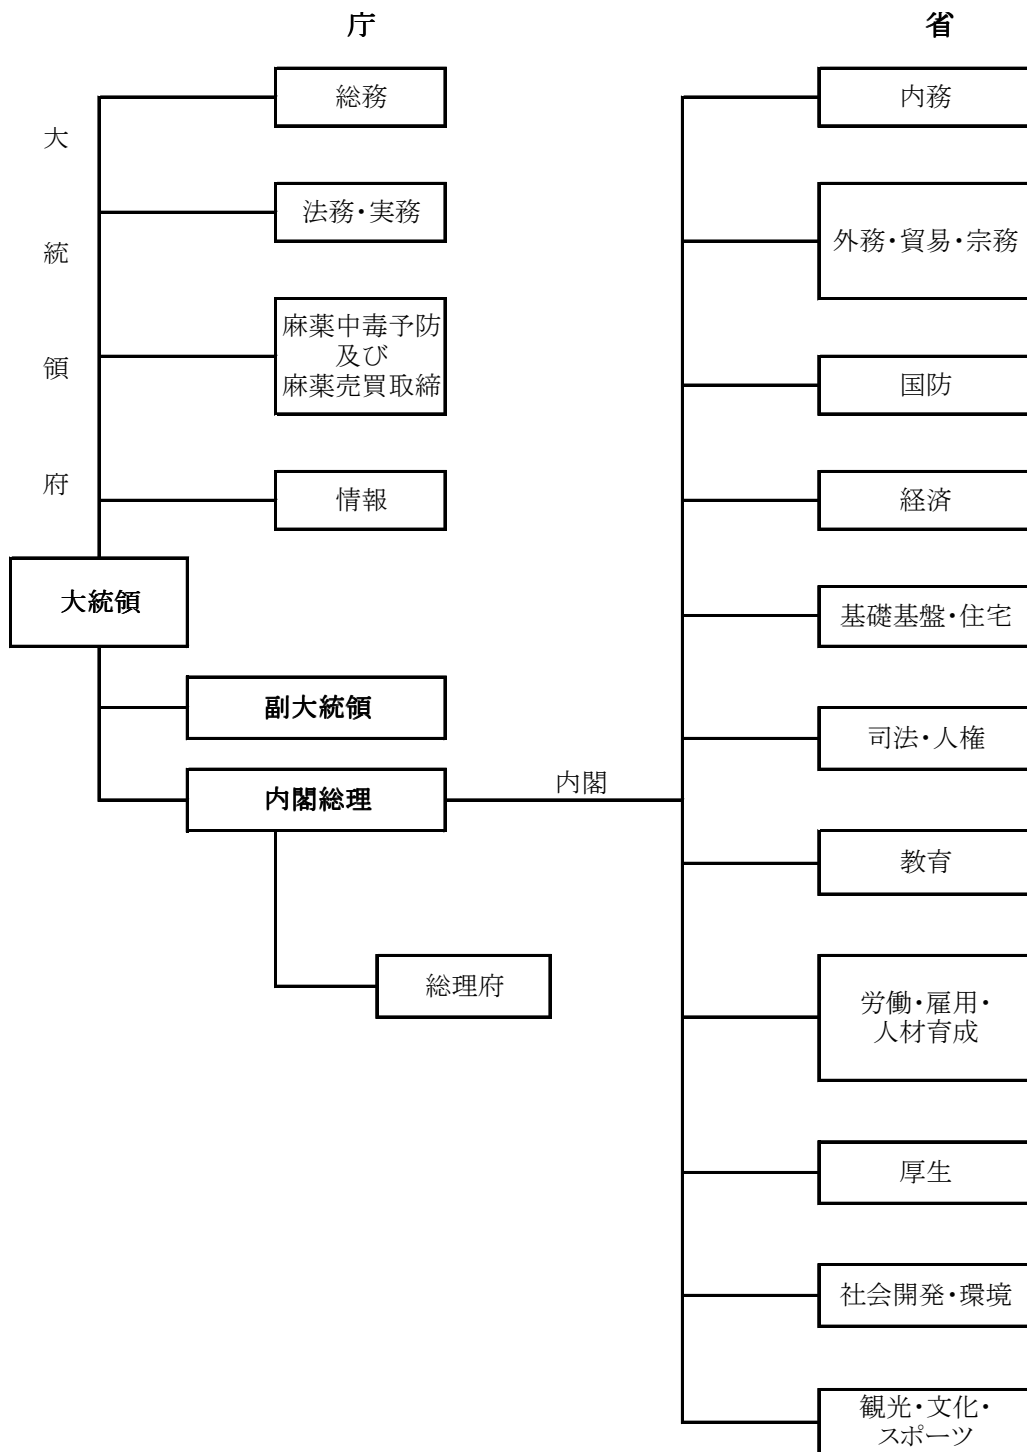 庁
省
大統領府
総務
法務・実務
麻薬中毒予防
及び
麻薬売買取締
情報
大統領
副大統領
内閣総理
内閣
総理府
内務
外務・貿易・宗務
国防
経済
基礎基盤・住宅
司法・人権
教育
労働・雇用・
人材育成
厚生
社会開発・環境
観光・文化・
スポーツ